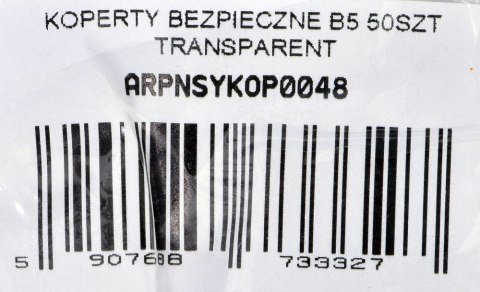 KOPERTY BEZPIECZNE B5 50SZT
TRANSPARENT
ARPNSYKOP0048
5 907688 733327